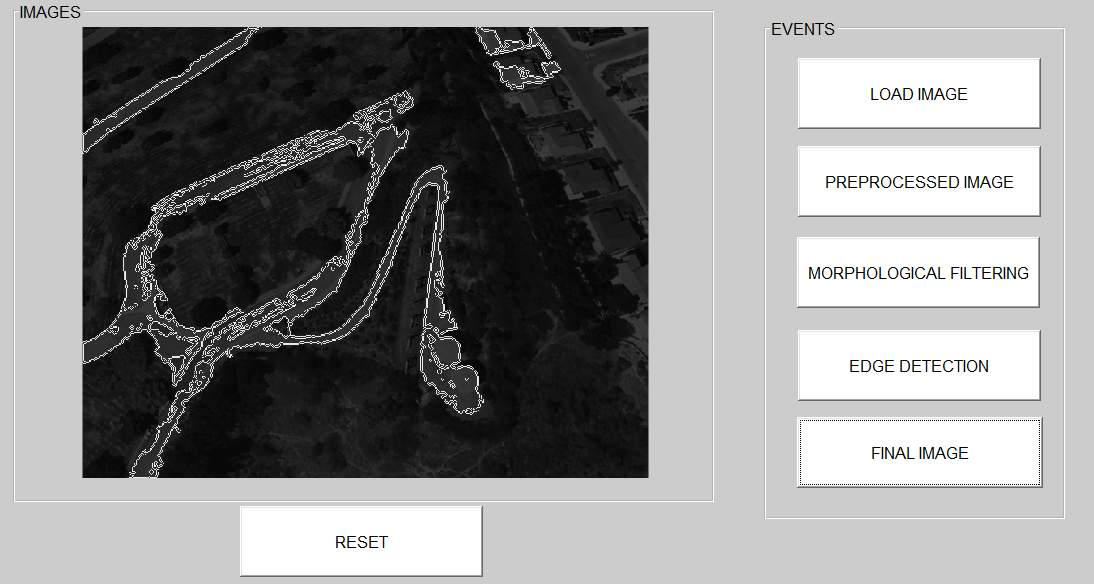 IMAGES
EVENTS
LOAD IMAGE
PREPROCESSED IMAGE
MORPHOLOGICAL FILTERING
EDGE DETECTION
FINAL IMAGE
RESET